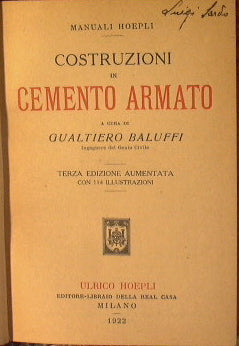 Luigi Sardo
MANUALI HOEPLI
COSTRUZIONI
IN
CEMENTO ARMATO
A CURA DI
GUALTIERO BALUFFI
Ingegnere del Genio Civile
TERZA EDIZIONE AUMENTATA
CON 114 ILLUSTRAZIONI
ULRICO HOEPLI
EDITORE-LIBRAIO DELLA REAL CASA
MILANO
1922